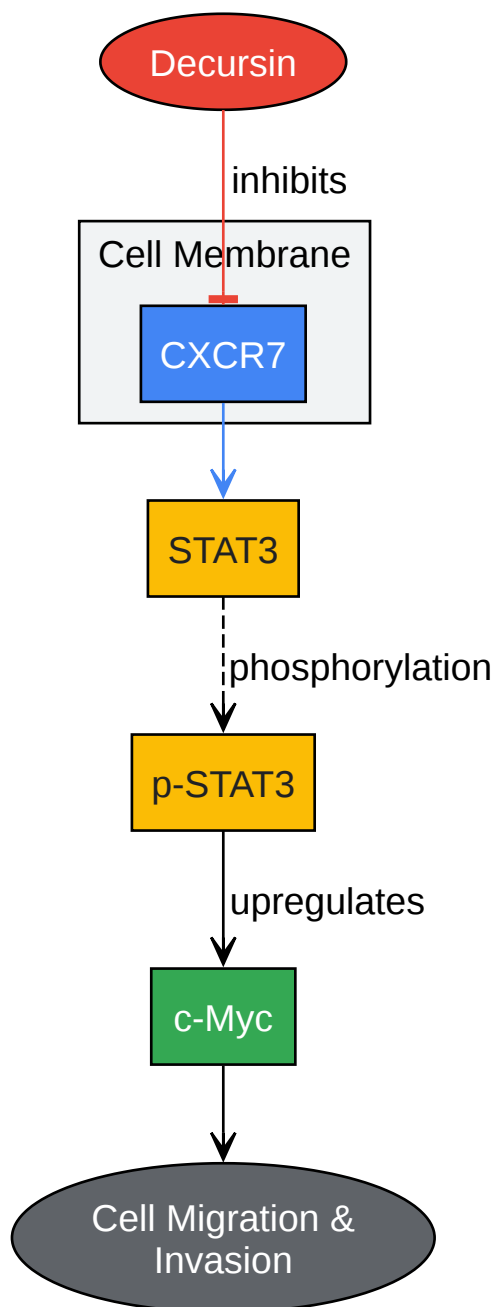 Decursin
inhibits
Cell Membrane
CXCR7
STAT3
phosphorylation
p-STAT3
upregulates
c-Myc
Cell Migration &
Invasion